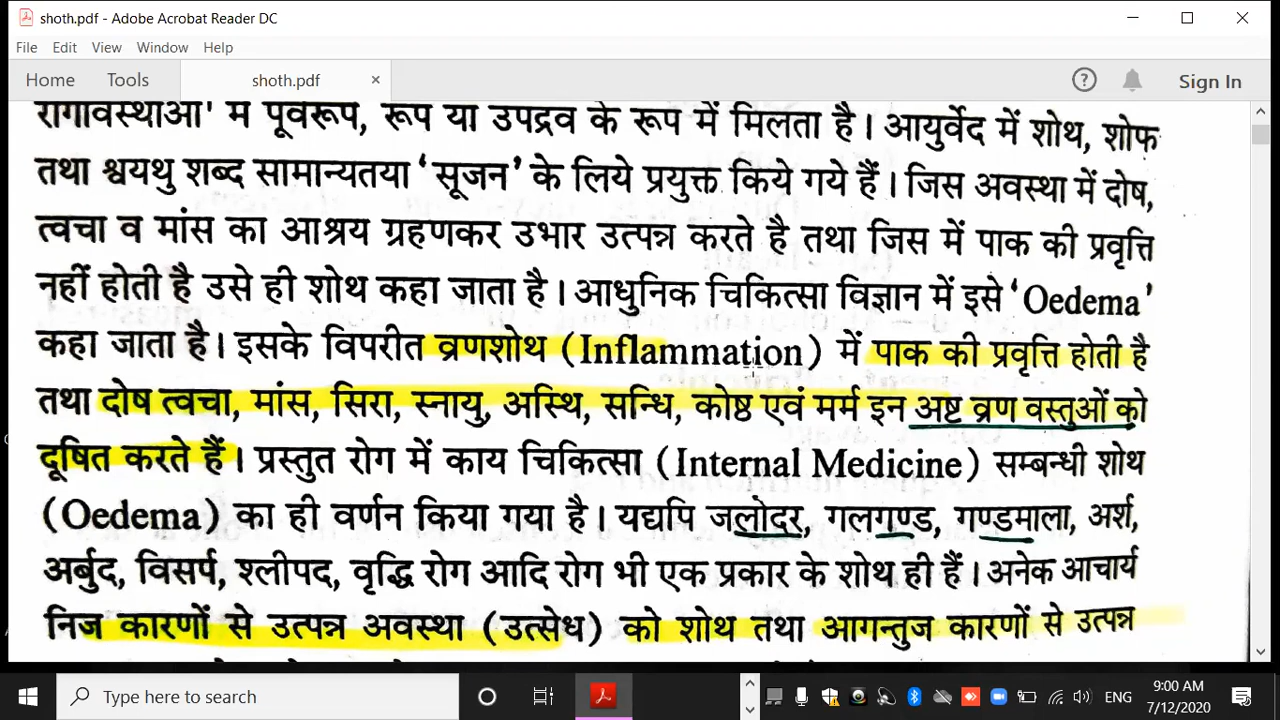 shoth.pdf - Adobe Acrobat Reader DC
File Edit View Window Help
Home Tools shoth.pdf × Sign In
में पूर्वरूप, रूप या उपद्रव के रूप में मिलता है। आयुर्वेद में शोथ, शोफ
तथा श्वयथु शब्द सामान्यतया 'सूजन' के लिये प्रयुक्त किये गये हैं। जिस अवस्था में दोष,
त्वचा व मांस का आश्रय ग्रहणकर उभार उत्पन्न करते है तथा जिस में पाक की प्रवृत्ति
नहीं होती है उसे ही शोथ कहा जाता है। आधुनिक चिकित्सा विज्ञान में इसे 'Oedema'
कहा जाता है। इसके विपरीत व्रणशोथ (Inflammation) में पाक की प्रवृत्ति होती है
तथा दोष त्वचा, मांस, सिरा, स्नायु, अस्थि, सन्धि, कोष्ठ एवं मर्म इन अष्ट व्रण वस्तुओं को
दूषित करते हैं। प्रस्तुत रोग में काय चिकित्सा (Internal Medicine) सम्बन्धी शोथ
(Oedema) का ही वर्णन किया गया है। यद्यपि जलोदर, गलगण्ड, गण्डमाला, अर्श,
अर्बुद, विसर्प, श्लीपद, वृद्धि रोग आदि रोग भी एक प्रकार के शोथ ही हैं। अनेक आचार्य
निज कारणों से उत्पन्न अवस्था (उत्सेध) को शोथ तथा आगन्तुज कारणों से उत्पन्न
Type here to search
ENG
9:00 AM
7/12/2020